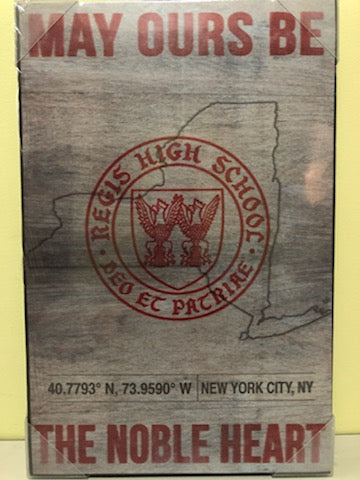 MAY OURS BE
REGIS HIGH SCHOOL
DEO ET PATRIAE
40.7793° N, 73.9590° W | NEW YORK CITY, NY
THE NOBLE HEART